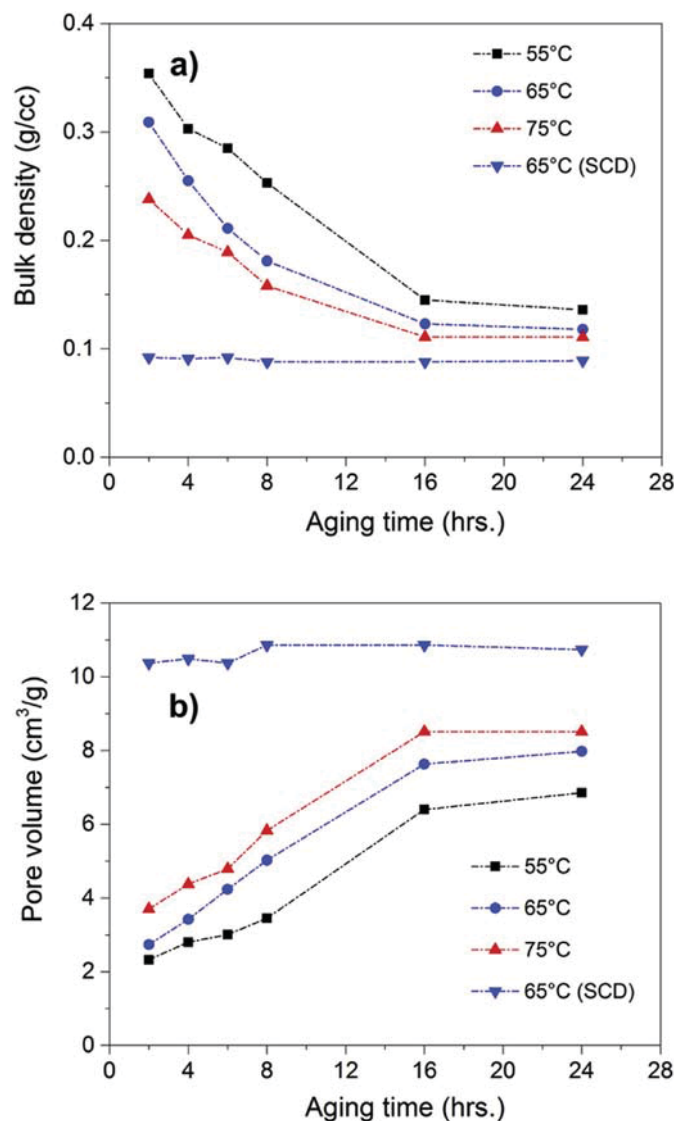 a)
55°C
65°C
75°C
65°C (SCD)
Bulk density (g/cc)
0.4
0.3
0.2
0.1
0.0
0 4 8 12 16 20 24 28
Aging time (hrs.)
b)
Pore volume (cm³/g)
12
10
8
6
4
2
0
55°C
65°C
75°C
65°C (SCD)
0 4 8 12 16 20 24 28
Aging time (hrs.)